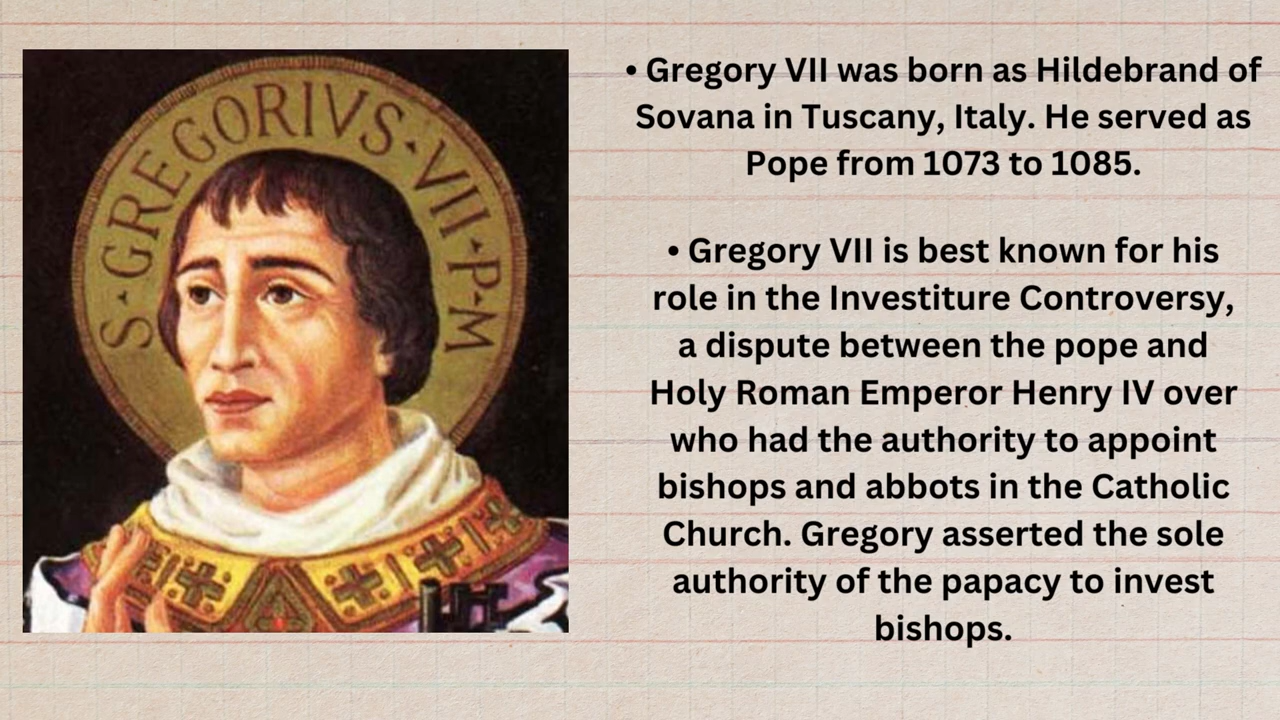 S·GREGORIVS·VII·P·M
• Gregory VII was born as Hildebrand of
Sovana in Tuscany, Italy. He served as
Pope from 1073 to 1085.
• Gregory VII is best known for his
role in the Investiture Controversy,
a dispute between the pope and
Holy Roman Emperor Henry IV over
who had the authority to appoint
bishops and abbots in the Catholic
Church. Gregory asserted the sole
authority of the papacy to invest
bishops.